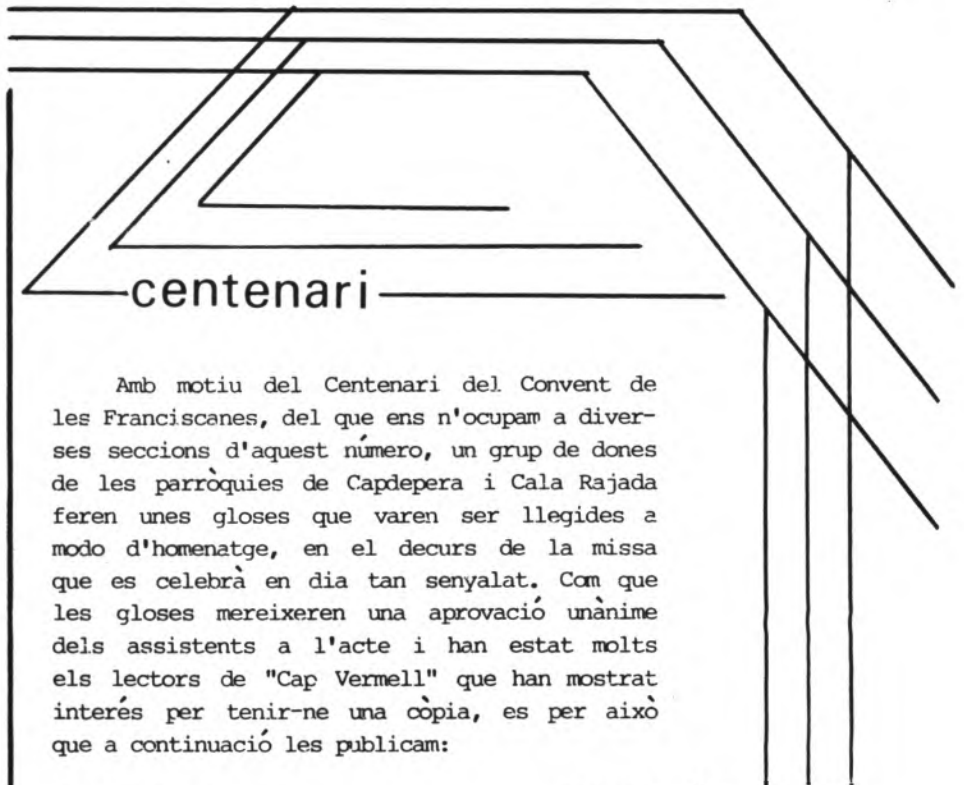 centenari
Amb motiu del Centenari del Convent de
les Franciscanes, del que ens n'ocupam a diver-
ses seccions d'aquest número, un grup de dones
de les parròquies de Capdepera i Cala Rajada
feren unes gloses que varen ser llegides a
modo d'homenatge, en el decurs de la missa
que es celebrà en dia tan senyalat. Com que
les gloses mereixeren una aprovació unànime
dels assistents a l'acte i han estat molts
els lectors de "Cap Vermell" que han mostrat
interés per tenir-ne una còpia, es per això
que a continuació les publicam: